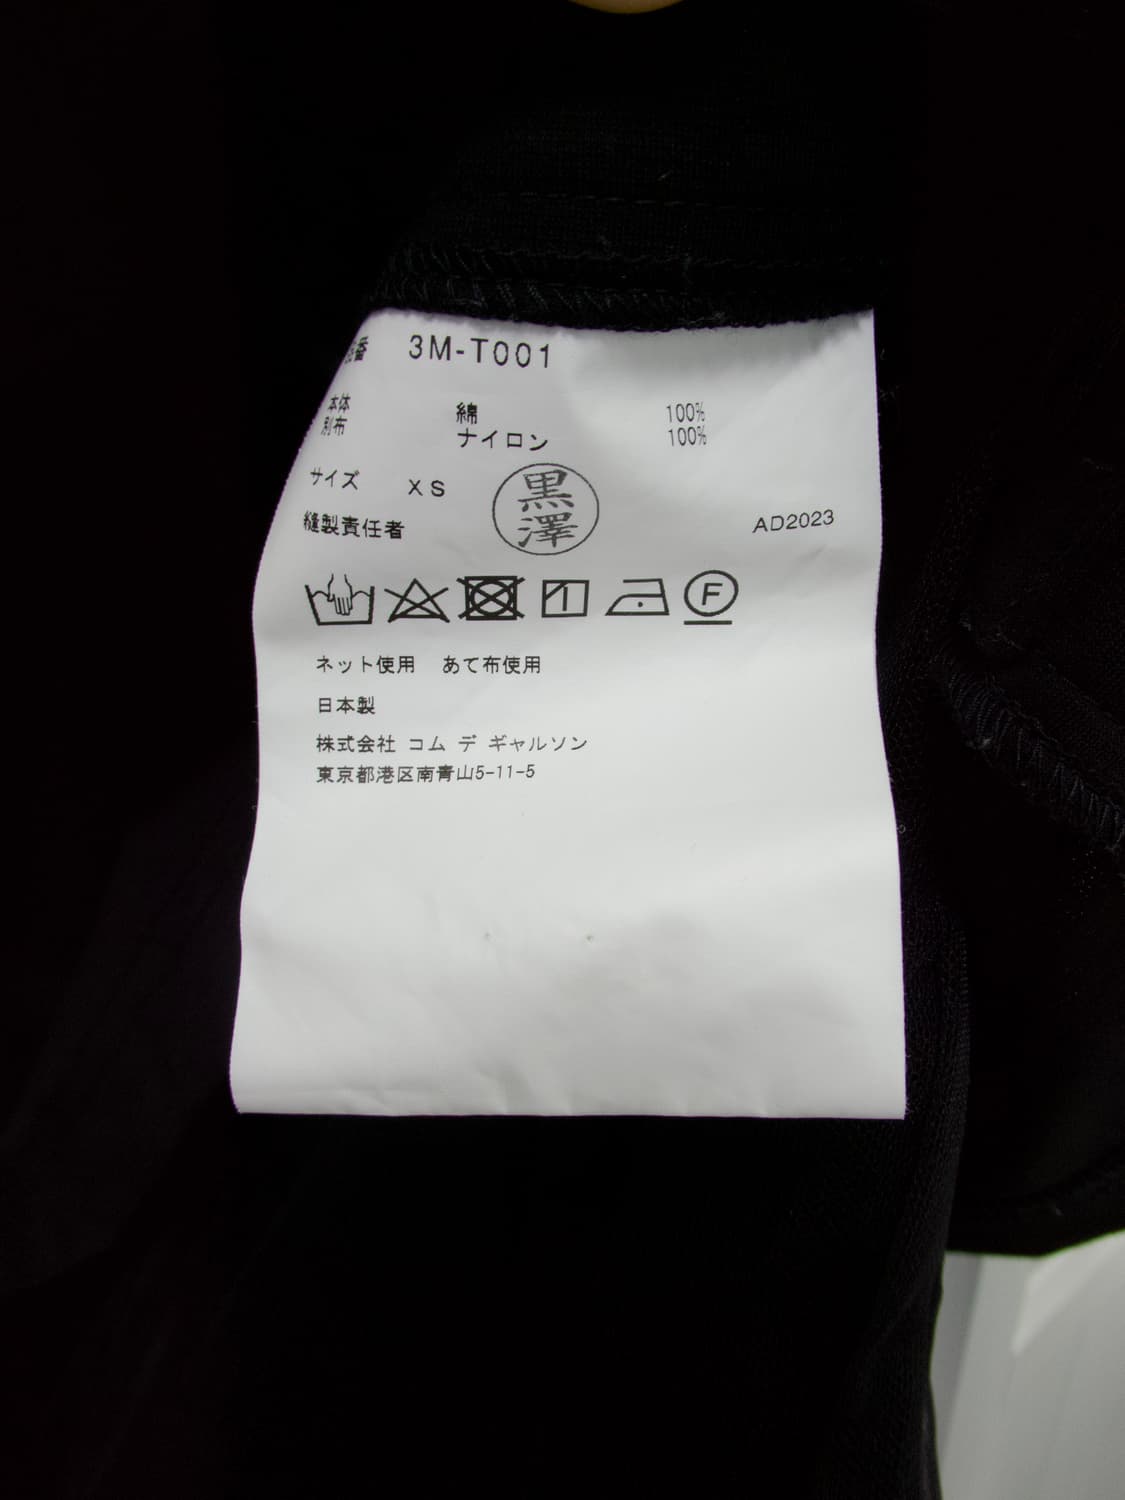 品番 3M-T001
本体 綿 100%
別布 ナイロン 100%
サイズ XS
黒澤
縫製責任者 AD2023
F
ネット使用 あて布使用
日本製
株式会社 コム デ ギャルソン
東京都港区南青山5-11-5